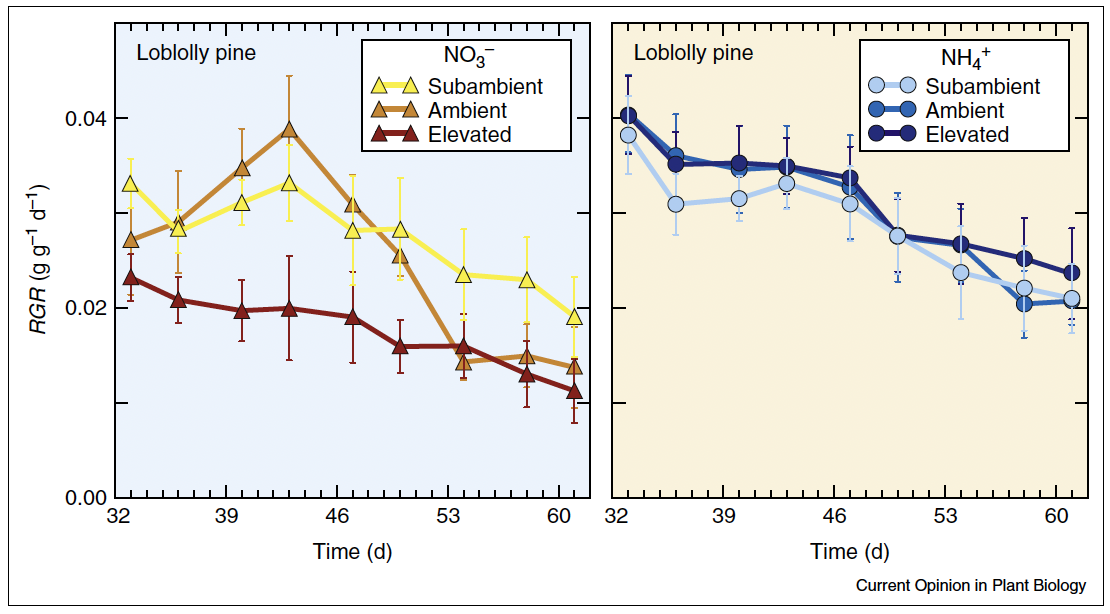 Loblolly pine
NO₃⁻
Subambient
Ambient
Elevated
0.04
0.02
0.00
RGR (g g⁻¹ d⁻¹)
32 39 46 53 60
Time (d)
Loblolly pine
NH₄⁺
Subambient
Ambient
Elevated
32 39 46 53 60
Time (d)
Current Opinion in Plant Biology